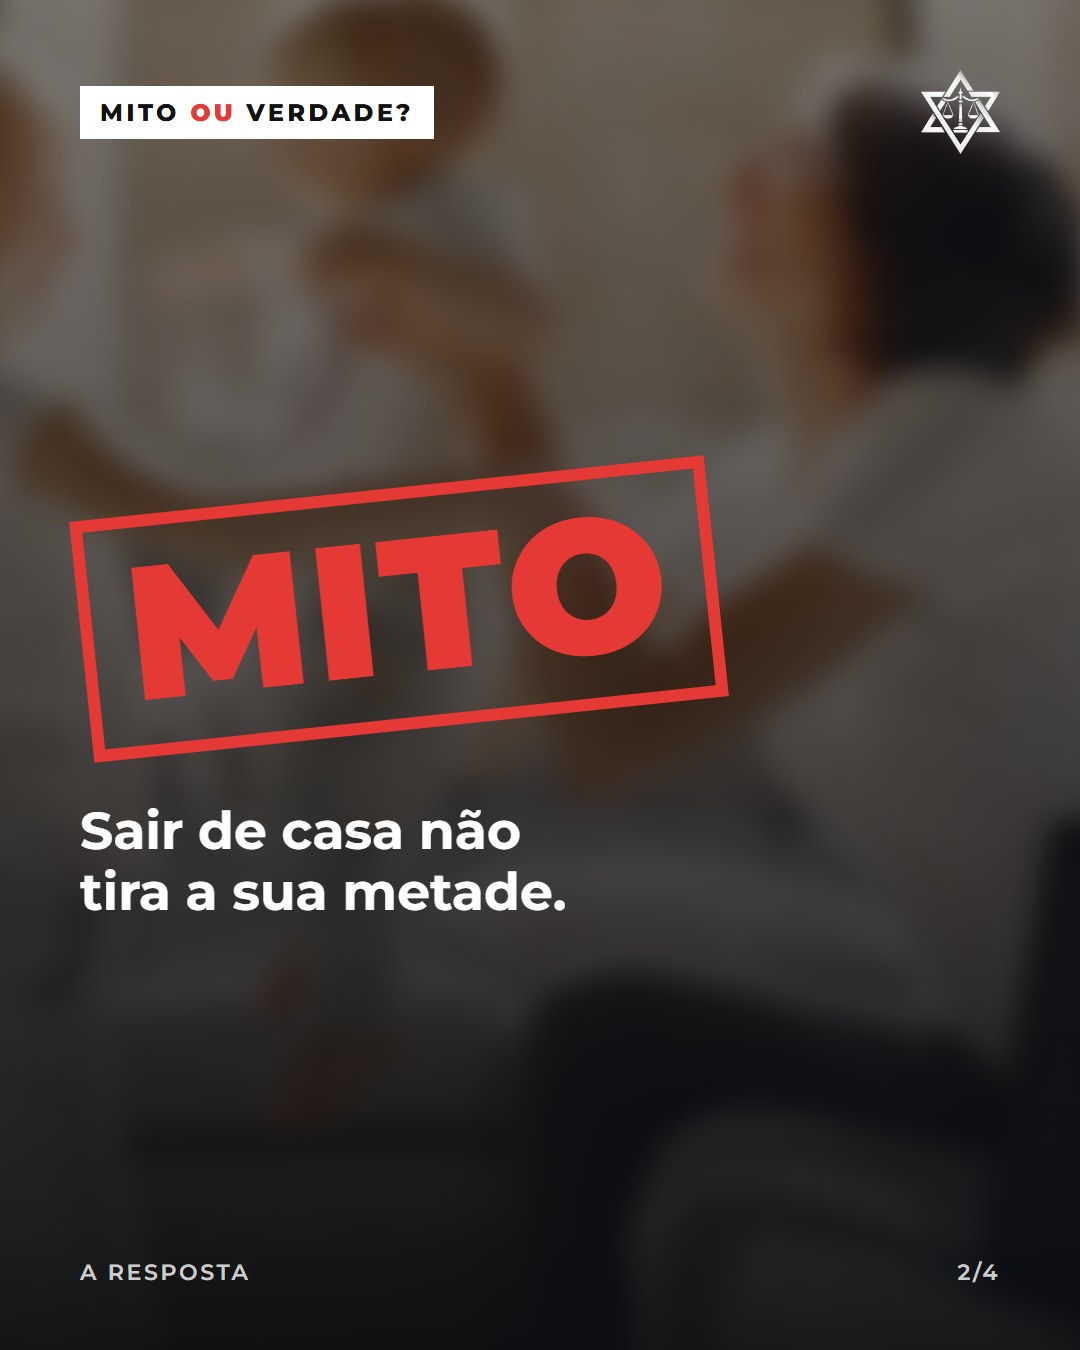 MITO OU VERDADE?
MITO
Sair de casa não
tira a sua metade.
A RESPOSTA
2/4